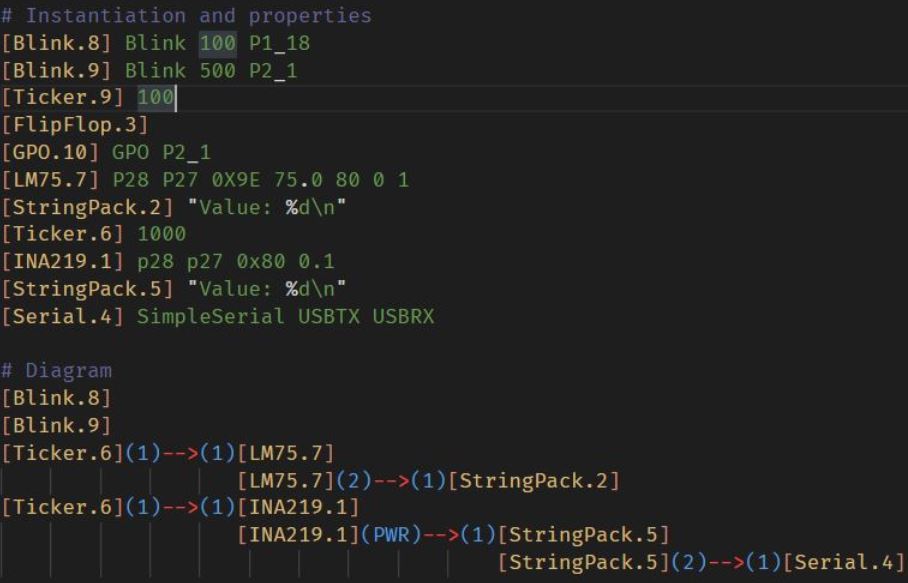 # Instantiation and properties
[Blink.8] Blink 100 P1_18
[Blink.9] Blink 500 P2_1
[Ticker.9] 100
[FlipFlop.3]
[GPO.10] GPO P2_1
[LM75.7] P28 P27 0X9E 75.0 80 0 1
[StringPack.2] "Value: %d\n"
[Ticker.6] 1000
[INA219.1] p28 p27 0x80 0.1
[StringPack.5] "Value: %d\n"
[Serial.4] SimpleSerial USBTX USBRX
# Diagram
[Blink.8]
[Blink.9]
[Ticker.6](1)-->(1)[LM75.7]
[LM75.7](2)-->(1)[StringPack.2]
[Ticker.6](1)-->(1)[INA219.1]
[INA219.1](PWR)-->(1)[StringPack.5]
[StringPack.5](2)-->(1)[Serial.4]